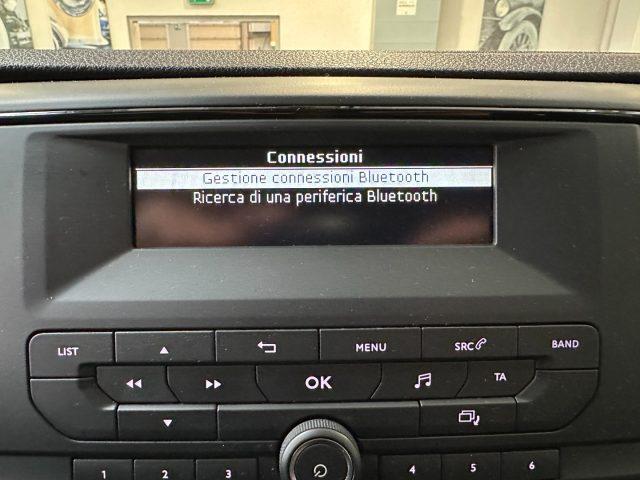 Connessioni
Gestione connessioni Bluetooth
Ricerca di una periferica Bluetooth
LIST
MENU
SRC
BAND
OK
TA
1 2 3 4 5 6